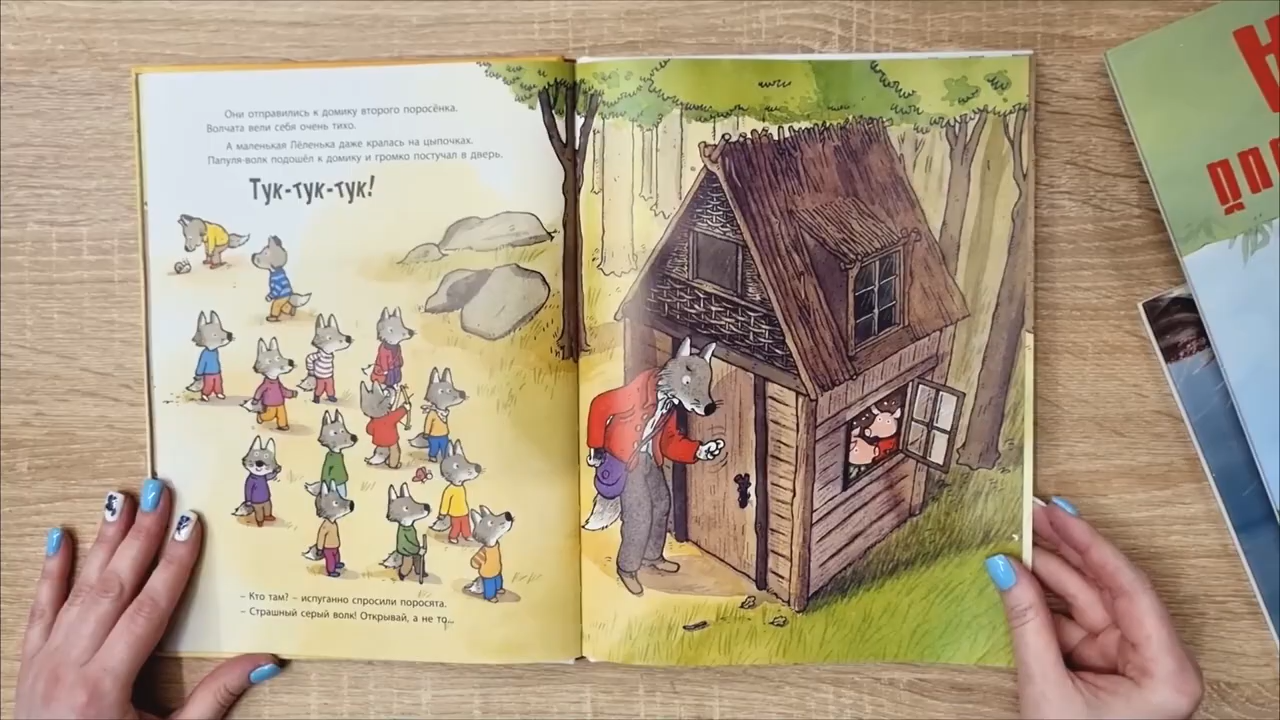 Они отправились к домику второго поросёнка.
Волчата вели себя очень тихо.
А маленькая Лёленька даже кралась на цыпочках.
Папуля-волк подошёл к домику и громко постучал в дверь.
Тук-тук-тук!
– Кто там? – испуганно спросили поросята.
– Страшный серый волк! Открывай, а не то...